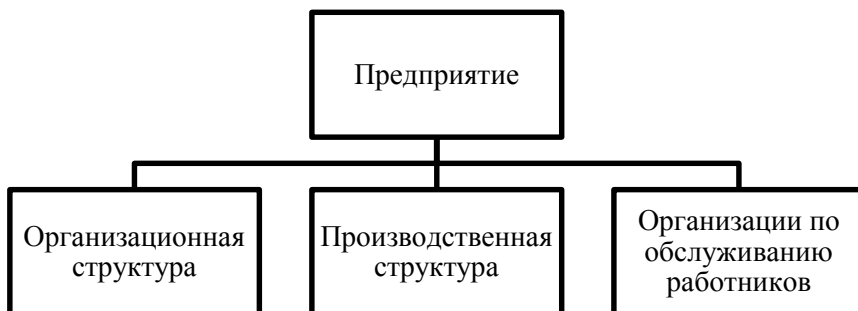 Предприятие
Организационная
структура
Производственная
структура
Организации по
обслуживанию
работников